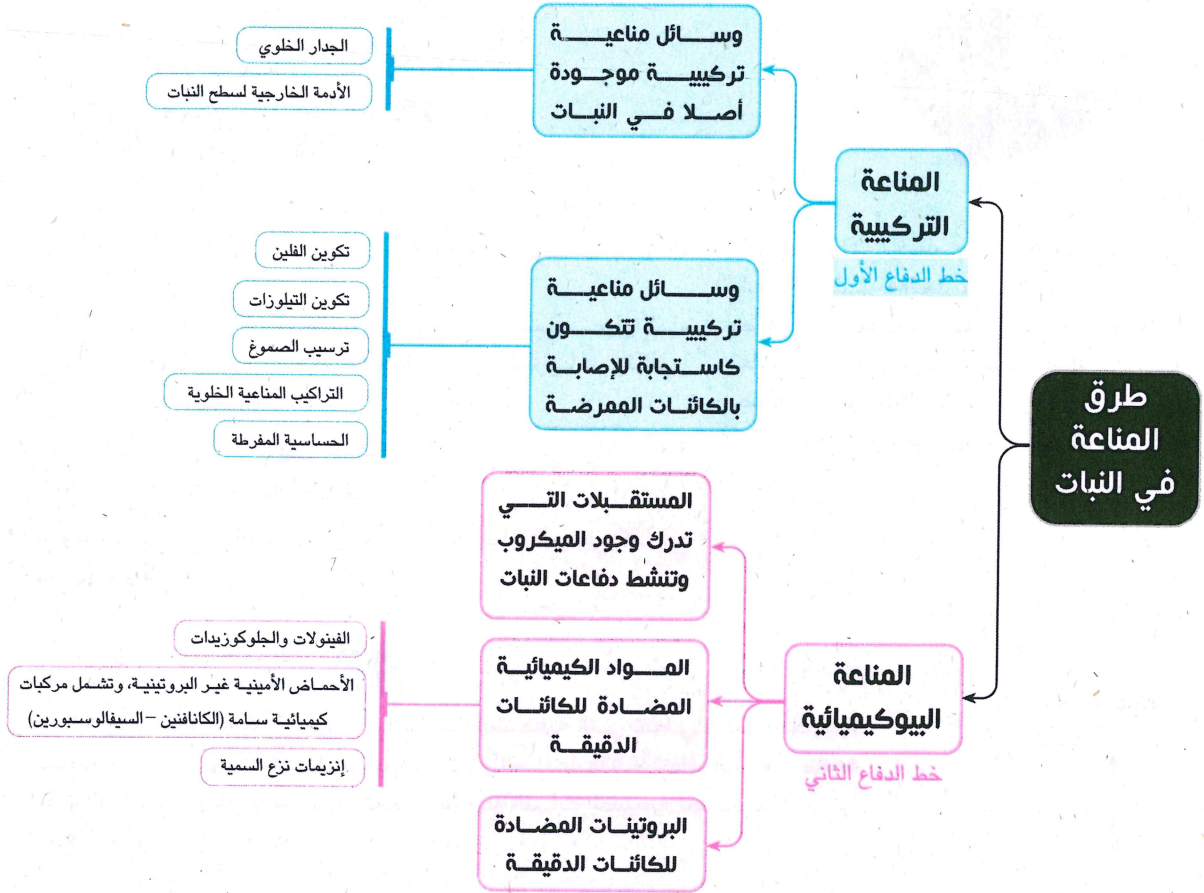 طرق
المناعة
في النبات
المناعة
التركيبية
خط الدفاع الأول
وسائل مناعية
تركيبية موجودة
أصلا في النبات
الجدار الخلوي
الأدمة الخارجية لسطح النبات
وسائل مناعية
تركيبية تتكون
كاستجابة للإصابة
بالكائنات الممرضة
تكوين الفلين
تكوين التيلوزات
ترسيب الصموغ
التراكيب المناعية الخلوية
الحساسية المفرطة
المناعة
البيوكيميائية
خط الدفاع الثاني
المستقبلات التي
تدرك وجود الميكروب
وتنشط دفاعات النبات
المواد الكيميائية
المضادة للكائنات
الدقيقة
الفينولات والجلوكوزيدات
الأحماض الأمينية غير البروتينية، وتشمل مركبات
كيميائية سامة (الكانافنين – السيفالوسبورين)
إنزيمات نزع السمية
البروتينات المضادة
للكائنات الدقيقة